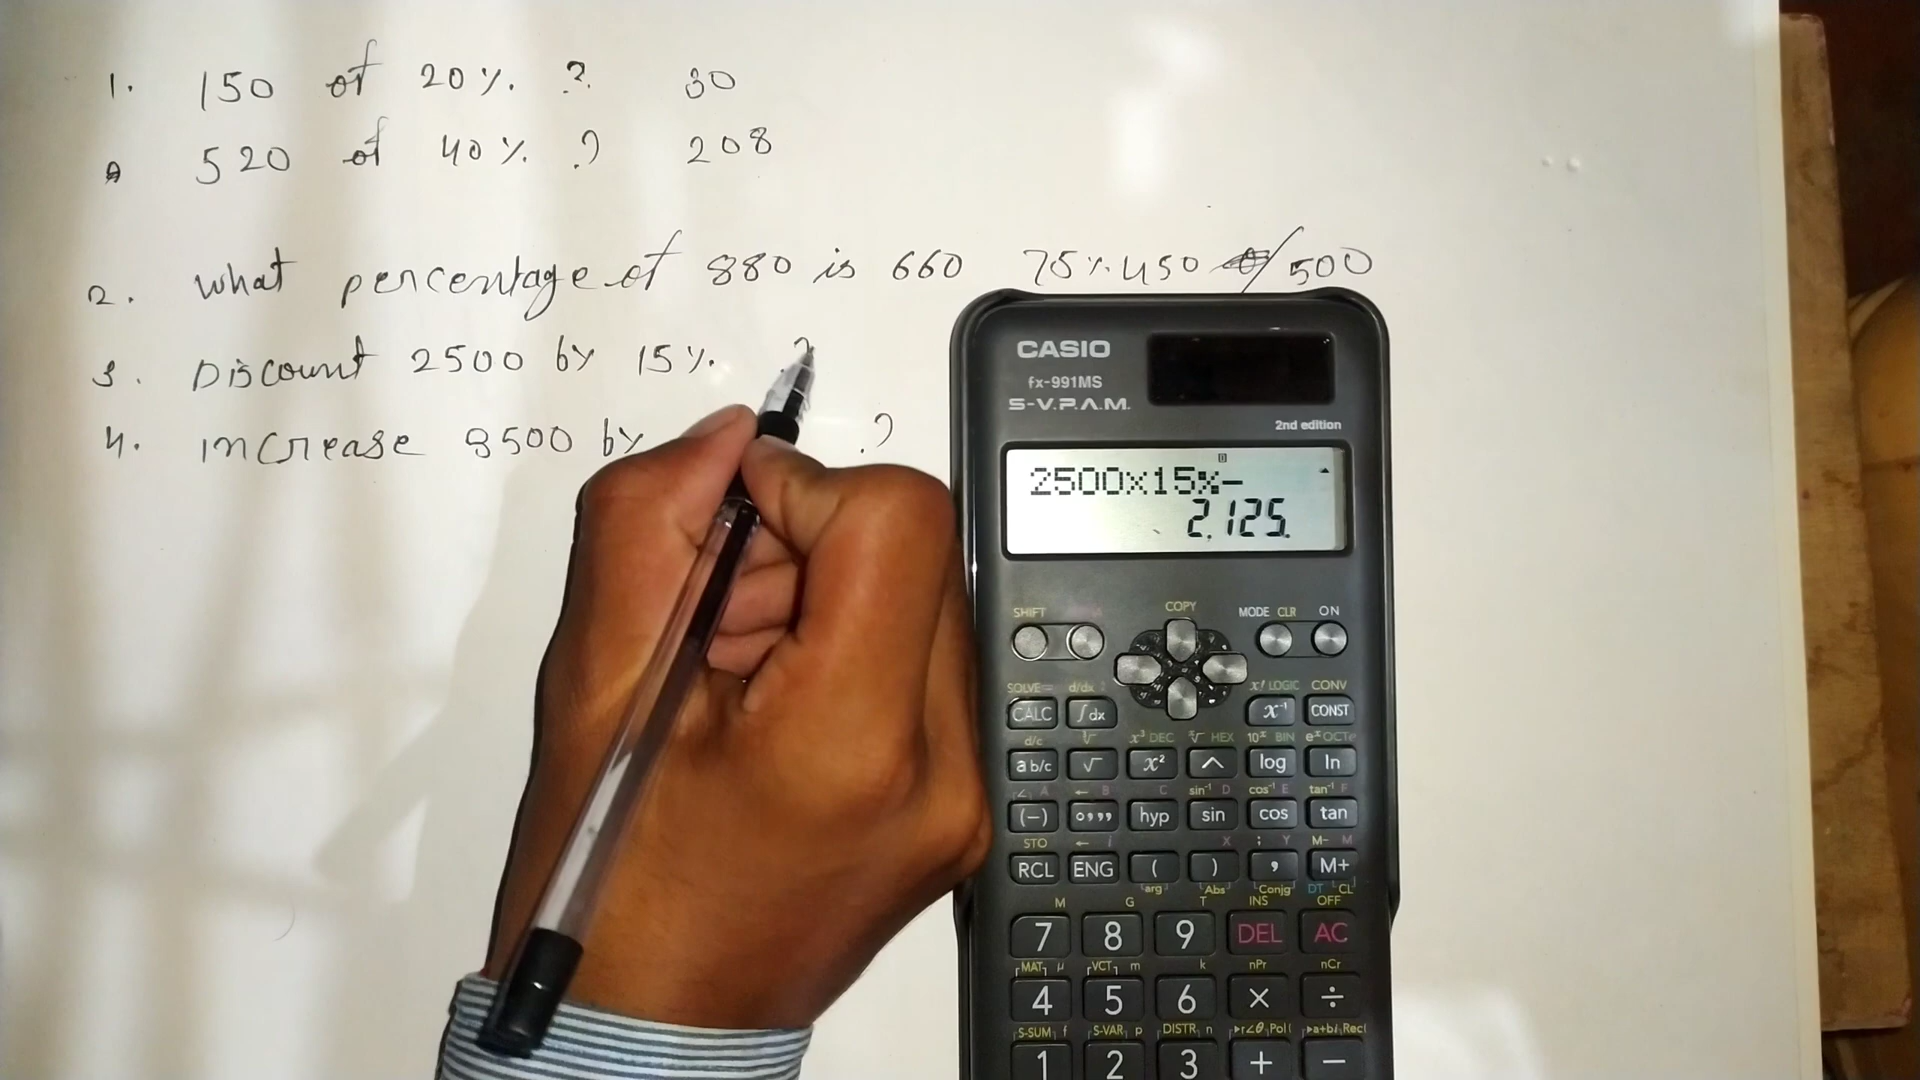 1. 150 of 20%. ? 30
520 of 40%. ? 208
2. What percentage of 880 is 660 75%. 450 /500
3. Discount 2500 by 15%. ?
4. increase 3500 by ?
CASIO
fx-991MS
S-V.P.A.M.
2nd edition
2500×15%-
2,125.
SHIFT COPY MODE CLR ON
SOLVE = d/dx x! LOGIC CONV
CALC ∫dx x⁻¹ CONST
d/c ∛ x³ DEC ˣ√ HEX 10ˣ BIN eˣ OCT
a b/c √ x² ^ log ln
∠ A ← B C sin⁻¹ D cos⁻¹ E tan⁻¹ F
(−) °,,, hyp sin cos tan
STO ← i X ; Y M- M
RCL ENG ( ) , M+
arg Abs Conjg DT CL
M G T INS OFF
7 8 9 DEL AC
MAT μ VCT m k nPr nCr
4 5 6 × ÷
S-SUM f S-VAR p DISTR n ▸r∠θ Pol( ▸a+bi Rec(
1 2 3 + −